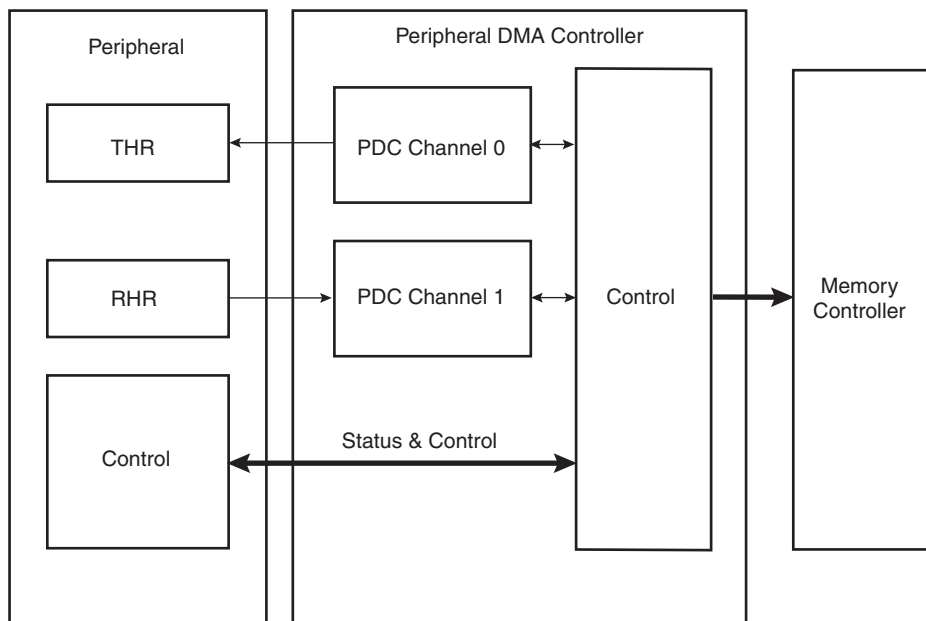 Peripheral
Peripheral DMA Controller
THR
PDC Channel 0
RHR
PDC Channel 1
Control
Memory
Controller
Control
Status & Control